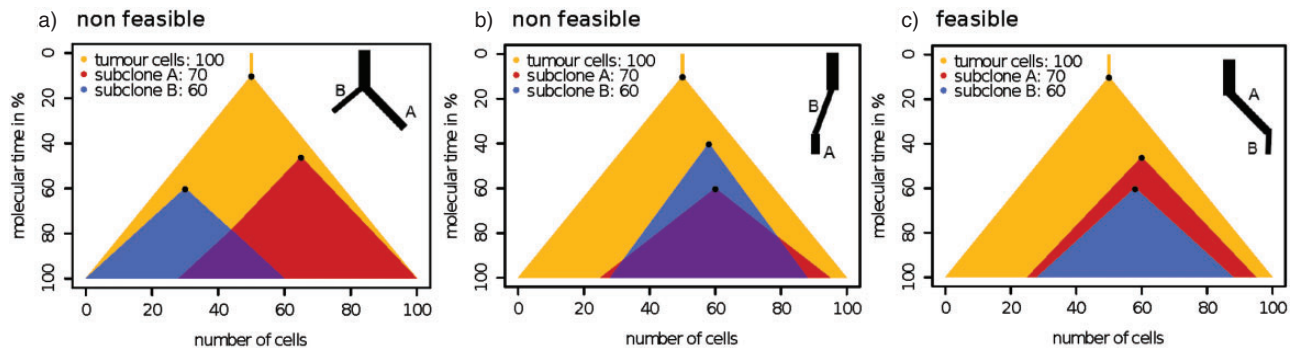 a) non feasible
tumour cells: 100
subclone A: 70
subclone B: 60
B
A
molecular time in %
0
20
40
60
80
100
0 20 40 60 80 100
number of cells
b) non feasible
tumour cells: 100
subclone A: 70
subclone B: 60
B
A
molecular time in %
0
20
40
60
80
100
0 20 40 60 80 100
number of cells
c) feasible
tumour cells: 100
subclone A: 70
subclone B: 60
A
B
molecular time in %
0
20
40
60
80
100
0 20 40 60 80 100
number of cells